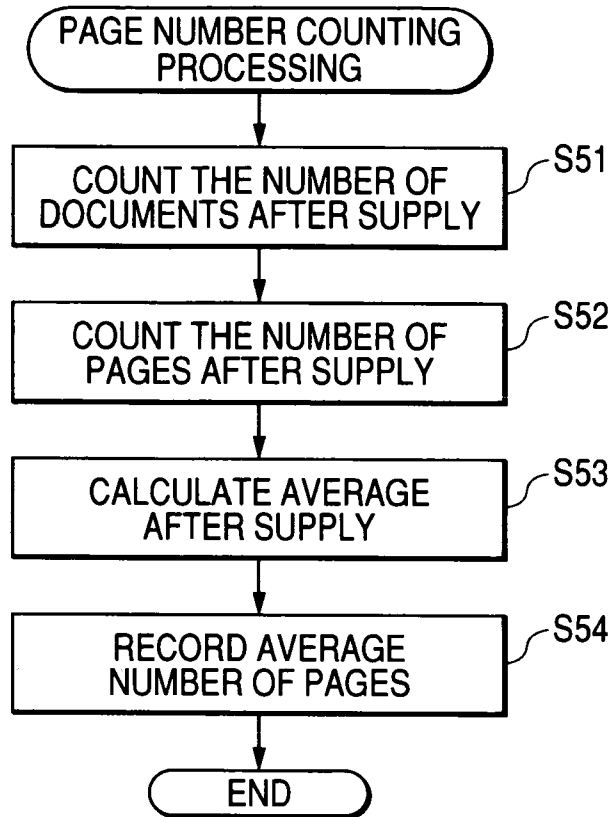 PAGE NUMBER COUNTING
PROCESSING
S51
COUNT THE NUMBER OF
DOCUMENTS AFTER SUPPLY
S52
COUNT THE NUMBER OF
PAGES AFTER SUPPLY
S53
CALCULATE AVERAGE
AFTER SUPPLY
S54
RECORD AVERAGE
NUMBER OF PAGES
END